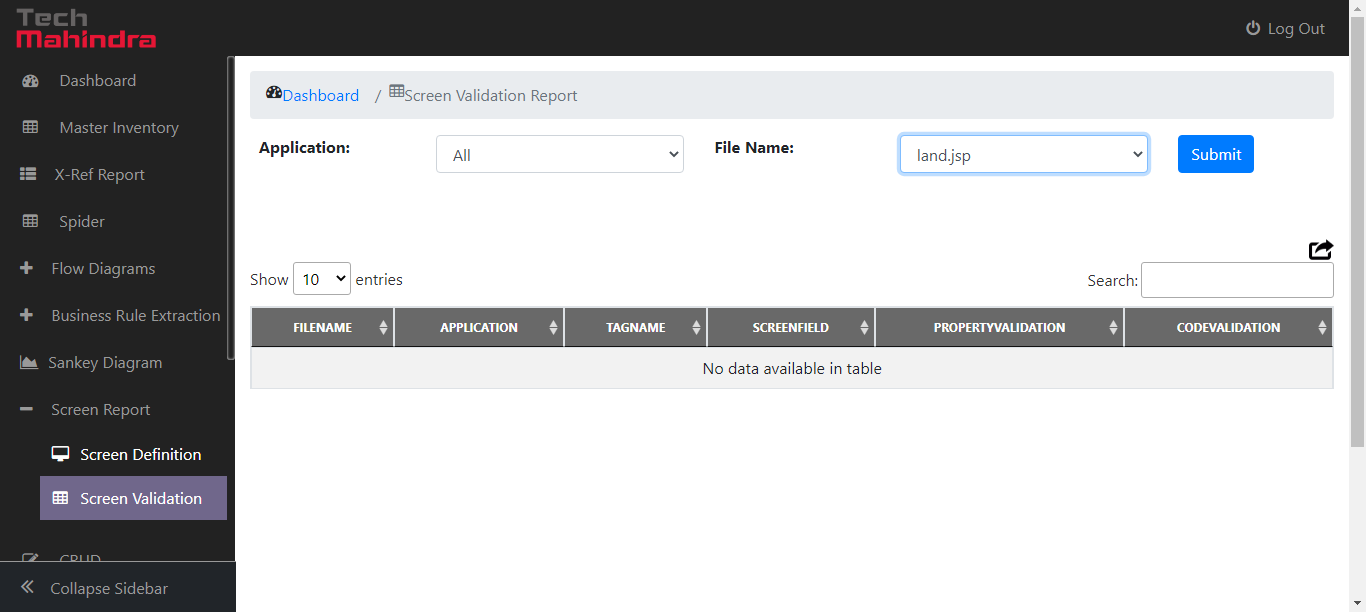 Tech
Mahindra
Log Out
Dashboard
Master Inventory
X-Ref Report
Spider
Flow Diagrams
Business Rule Extraction
Sankey Diagram
Screen Report
Screen Definition
Screen Validation
CRUD
Collapse Sidebar
Dashboard / Screen Validation Report
Application: All File Name: land.jsp Submit
Show 10 entries Search:
FILENAME APPLICATION TAGNAME SCREENFIELD PROPERTYVALIDATION CODEVALIDATION
No data available in table